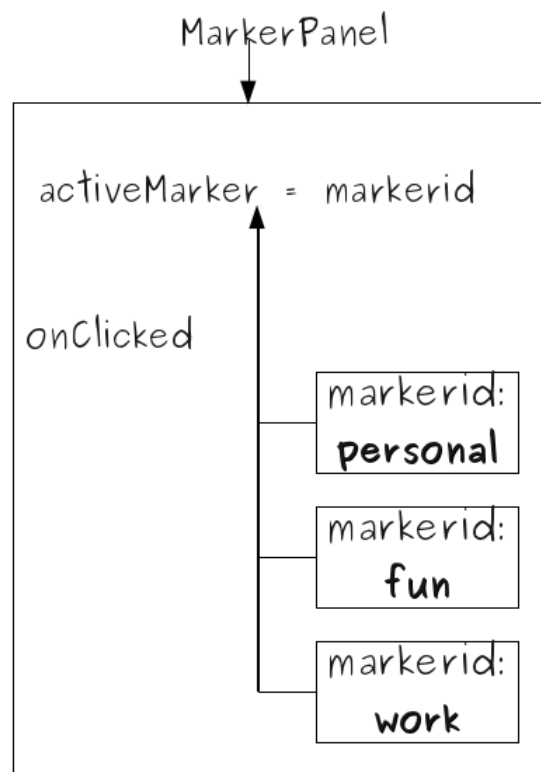 MarkerPanel
activeMarker = markerid
onClicked
markerid:
personal
markerid:
fun
markerid:
work